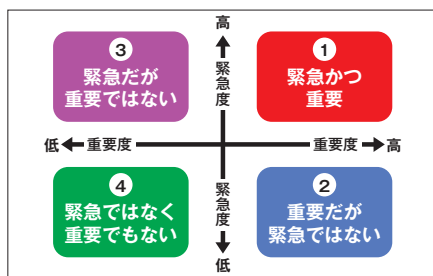 高
緊急度
③
緊急だが
重要ではない
①
緊急かつ
重要
低
重要度
重要度
高
④
緊急ではなく
重要でもない
②
重要だが
緊急ではない
緊急度
低